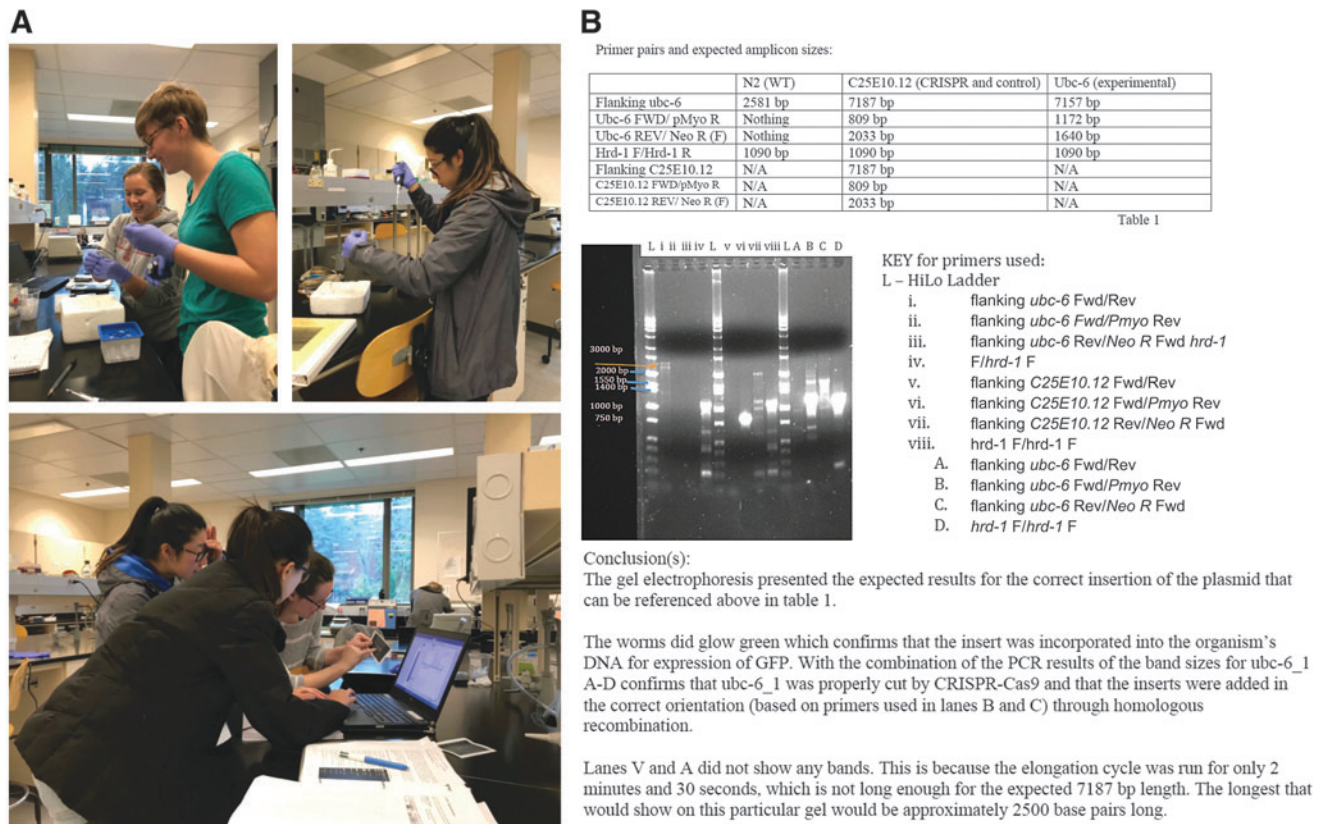 A
B
Primer pairs and expected amplicon sizes:
N2 (WT) C25E10.12 (CRISPR and control) Ubc-6 (experimental)
Flanking ubc-6 2581 bp 7187 bp 7157 bp
Ubc-6 FWD/ pMyo R Nothing 809 bp 1172 bp
Ubc-6 REV/ Neo R (F) Nothing 2033 bp 1640 bp
Hrd-1 F/Hrd-1 R 1090 bp 1090 bp 1090 bp
Flanking C25E10.12 N/A 7187 bp N/A
C25E10.12 FWD/pMyo R N/A 809 bp N/A
C25E10.12 REV/ Neo R (F) N/A 2033 bp N/A
Table 1
L i ii iii iv L v vi vii viii L A B C D
3000 bp
2000 bp
1550 bp
1400 bp
1000 bp
750 bp
KEY for primers used:
L – HiLo Ladder
i. flanking ubc-6 Fwd/Rev
ii. flanking ubc-6 Fwd/Pmyo Rev
iii. flanking ubc-6 Rev/Neo R Fwd hrd-1
iv. F/hrd-1 F
v. flanking C25E10.12 Fwd/Rev
vi. flanking C25E10.12 Fwd/Pmyo Rev
vii. flanking C25E10.12 Rev/Neo R Fwd
viii. hrd-1 F/hrd-1 F
A. flanking ubc-6 Fwd/Rev
B. flanking ubc-6 Fwd/Pmyo Rev
C. flanking ubc-6 Rev/Neo R Fwd
D. hrd-1 F/hrd-1 F
Conclusion(s):
The gel electrophoresis presented the expected results for the correct insertion of the plasmid that
can be referenced above in table 1.
The worms did glow green which confirms that the insert was incorporated into the organism's
DNA for expression of GFP. With the combination of the PCR results of the band sizes for ubc-6_1
A-D confirms that ubc-6_1 was properly cut by CRISPR-Cas9 and that the inserts were added in
the correct orientation (based on primers used in lanes B and C) through homologous
recombination.
Lanes V and A did not show any bands. This is because the elongation cycle was run for only 2
minutes and 30 seconds, which is not long enough for the expected 7187 bp length. The longest that
would show on this particular gel would be approximately 2500 base pairs long.